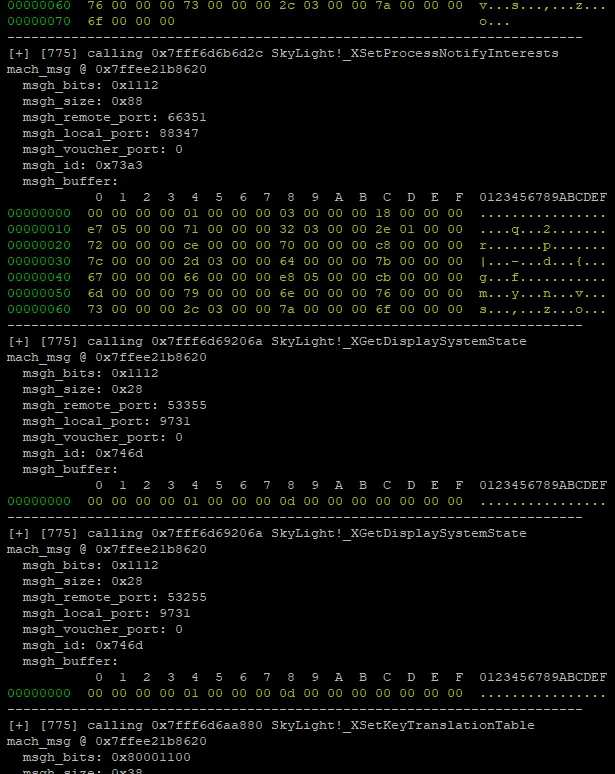 00000060 76 00 00 00 73 00 00 00 2c 03 00 00 7a 00 00 00 v...s...,...z...
00000070 6f 00 00 00 o...
------------------------------------------------------------------------
[+] [775] calling 0x7fff6d6b6d2c SkyLight!_XSetProcessNotifyInterests
mach_msg @ 0x7ffee21b8620
msgh_bits: 0x1112
msgh_size: 0x88
msgh_remote_port: 66351
msgh_local_port: 88347
msgh_voucher_port: 0
msgh_id: 0x73a3
msgh_buffer:
0 1 2 3 4 5 6 7 8 9 A B C D E F 0123456789ABCDEF
00000000 00 00 00 00 01 00 00 00 03 00 00 00 18 00 00 00 ................
00000010 e7 05 00 00 71 00 00 00 32 03 00 00 2e 01 00 00 ....q...2.......
00000020 72 00 00 00 ce 00 00 00 70 00 00 00 c8 00 00 00 r.......p.......
00000030 7c 00 00 00 2d 03 00 00 64 00 00 00 7b 00 00 00 |...-...d...{...
00000040 67 00 00 00 66 00 00 00 e8 05 00 00 cb 00 00 00 g...f...........
00000050 6d 00 00 00 79 00 00 00 6e 00 00 00 76 00 00 00 m...y...n...v...
00000060 73 00 00 00 2c 03 00 00 7a 00 00 00 6f 00 00 00 s...,...z...o...
------------------------------------------------------------------------
[+] [775] calling 0x7fff6d69206a SkyLight!_XGetDisplaySystemState
mach_msg @ 0x7ffee21b8620
msgh_bits: 0x1112
msgh_size: 0x28
msgh_remote_port: 53355
msgh_local_port: 9731
msgh_voucher_port: 0
msgh_id: 0x746d
msgh_buffer:
0 1 2 3 4 5 6 7 8 9 A B C D E F 0123456789ABCDEF
00000000 00 00 00 00 01 00 00 00 0d 00 00 00 00 00 00 00 ................
------------------------------------------------------------------------
[+] [775] calling 0x7fff6d69206a SkyLight!_XGetDisplaySystemState
mach_msg @ 0x7ffee21b8620
msgh_bits: 0x1112
msgh_size: 0x28
msgh_remote_port: 53255
msgh_local_port: 9731
msgh_voucher_port: 0
msgh_id: 0x746d
msgh_buffer:
0 1 2 3 4 5 6 7 8 9 A B C D E F 0123456789ABCDEF
00000000 00 00 00 00 01 00 00 00 0d 00 00 00 00 00 00 00 ................
------------------------------------------------------------------------
[+] [775] calling 0x7fff6d6aa880 SkyLight!_XSetKeyTranslationTable
mach_msg @ 0x7ffee21b8620
msgh_bits: 0x80001100
msgh_size: 0x38